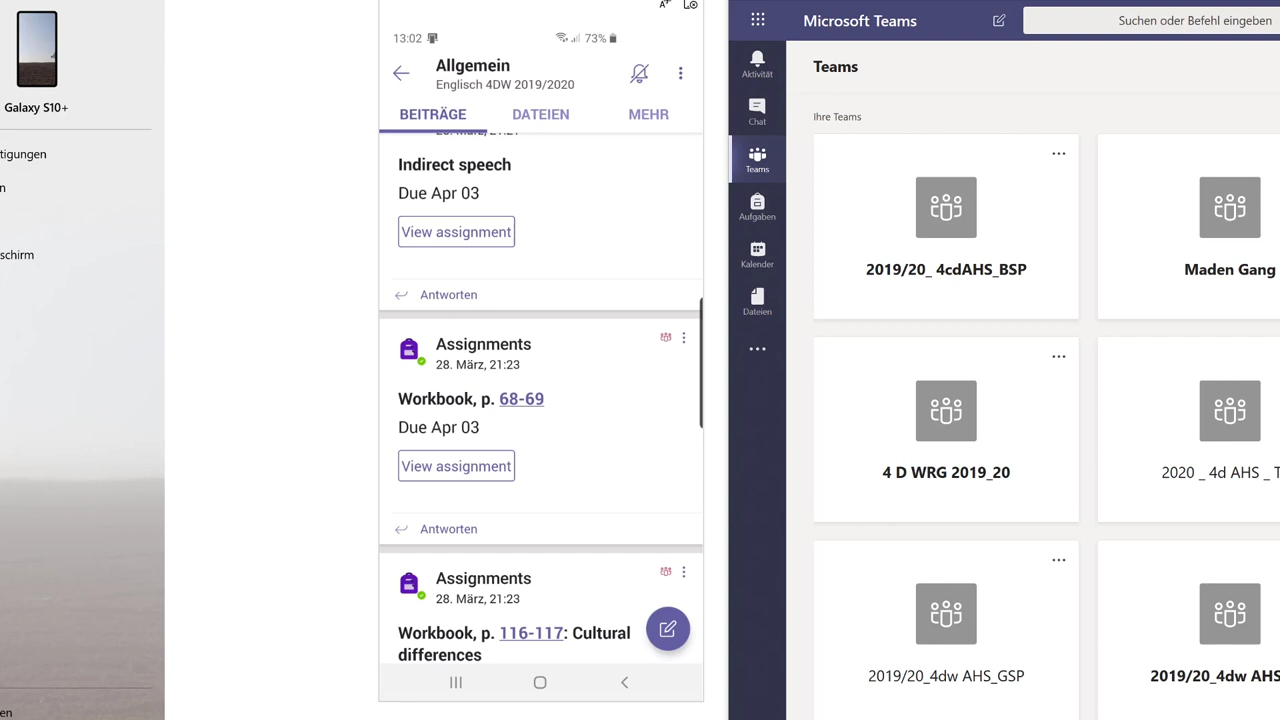 Galaxy S10+
tigungen
n
schirm
en
13:02
73%
Allgemein
Englisch 4DW 2019/2020
BEITRÄGE
DATEIEN
MEHR
Indirect speech
Due Apr 03
View assignment
Antworten
Assignments
28. März, 21:23
Workbook, p. 68-69
Due Apr 03
View assignment
Antworten
Assignments
28. März, 21:23
Workbook, p. 116-117: Cultural
differences
Microsoft Teams
Suchen oder Befehl eingeben
Aktivität
Chat
Teams
Aufgaben
Kalender
Dateien
Teams
Ihre Teams
2019/20_ 4cdAHS_BSP
Maden Gang
4 D WRG 2019_20
2020 _ 4d AHS _ T
2019/20_4dw AHS_GSP
2019/20_4dw AHS